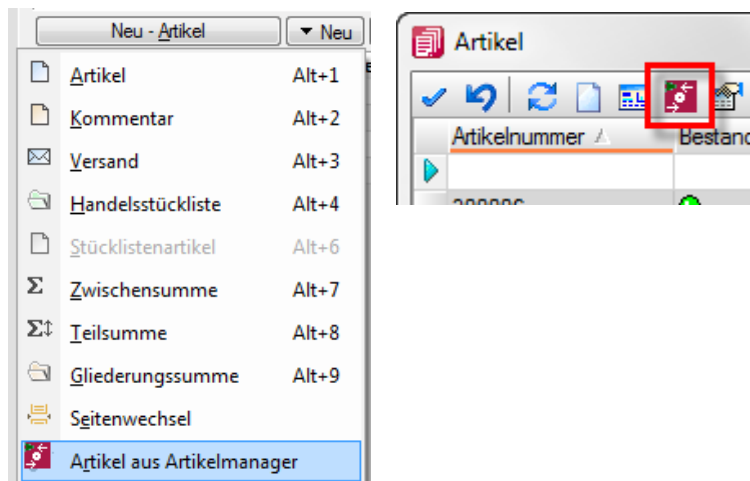 Neu - Artikel
Neu
Artikel Alt+1
Kommentar Alt+2
Versand Alt+3
Handelsstückliste Alt+4
Stücklistenartikel Alt+6
Zwischensumme Alt+7
Teilsumme Alt+8
Gliederungssumme Alt+9
Seitenwechsel
Artikel aus Artikelmanager
Artikel
Artikelnummer